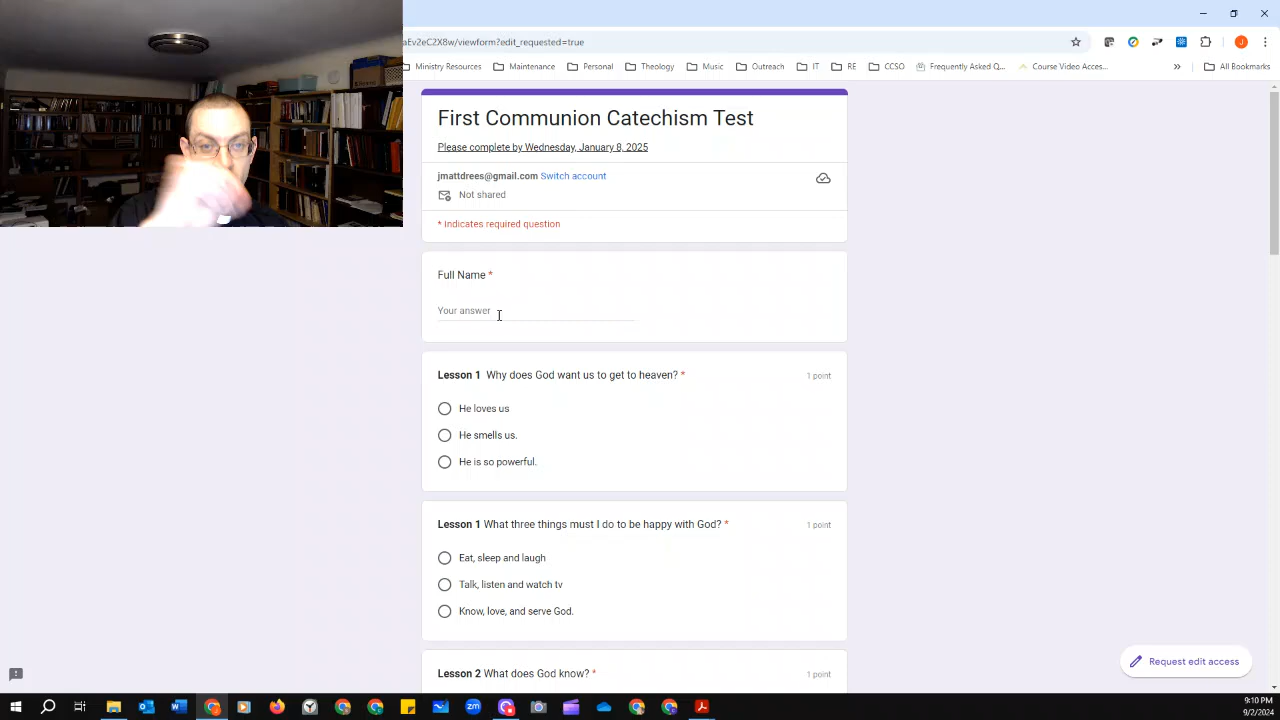 aEv2eC2X8w/viewform?edit_requested=true
Ministry Resources Maintenance Personal Theology Music Outreach IT RE CCSO Frequently Asked Q... Course Video Acces... » All Bookmarks
First Communion Catechism Test
Please complete by Wednesday, January 8, 2025
jmattdrees@gmail.com Switch account
Not shared
* Indicates required question
Full Name *
Your answer
Lesson 1 Why does God want us to get to heaven? * 1 point
He loves us
He smells us.
He is so powerful.
Lesson 1 What three things must I do to be happy with God? * 1 point
Eat, sleep and laugh
Talk, listen and watch tv
Know, love, and serve God.
Request edit access
Lesson 2 What does God know? * 1 point
9:10 PM
9/2/2024